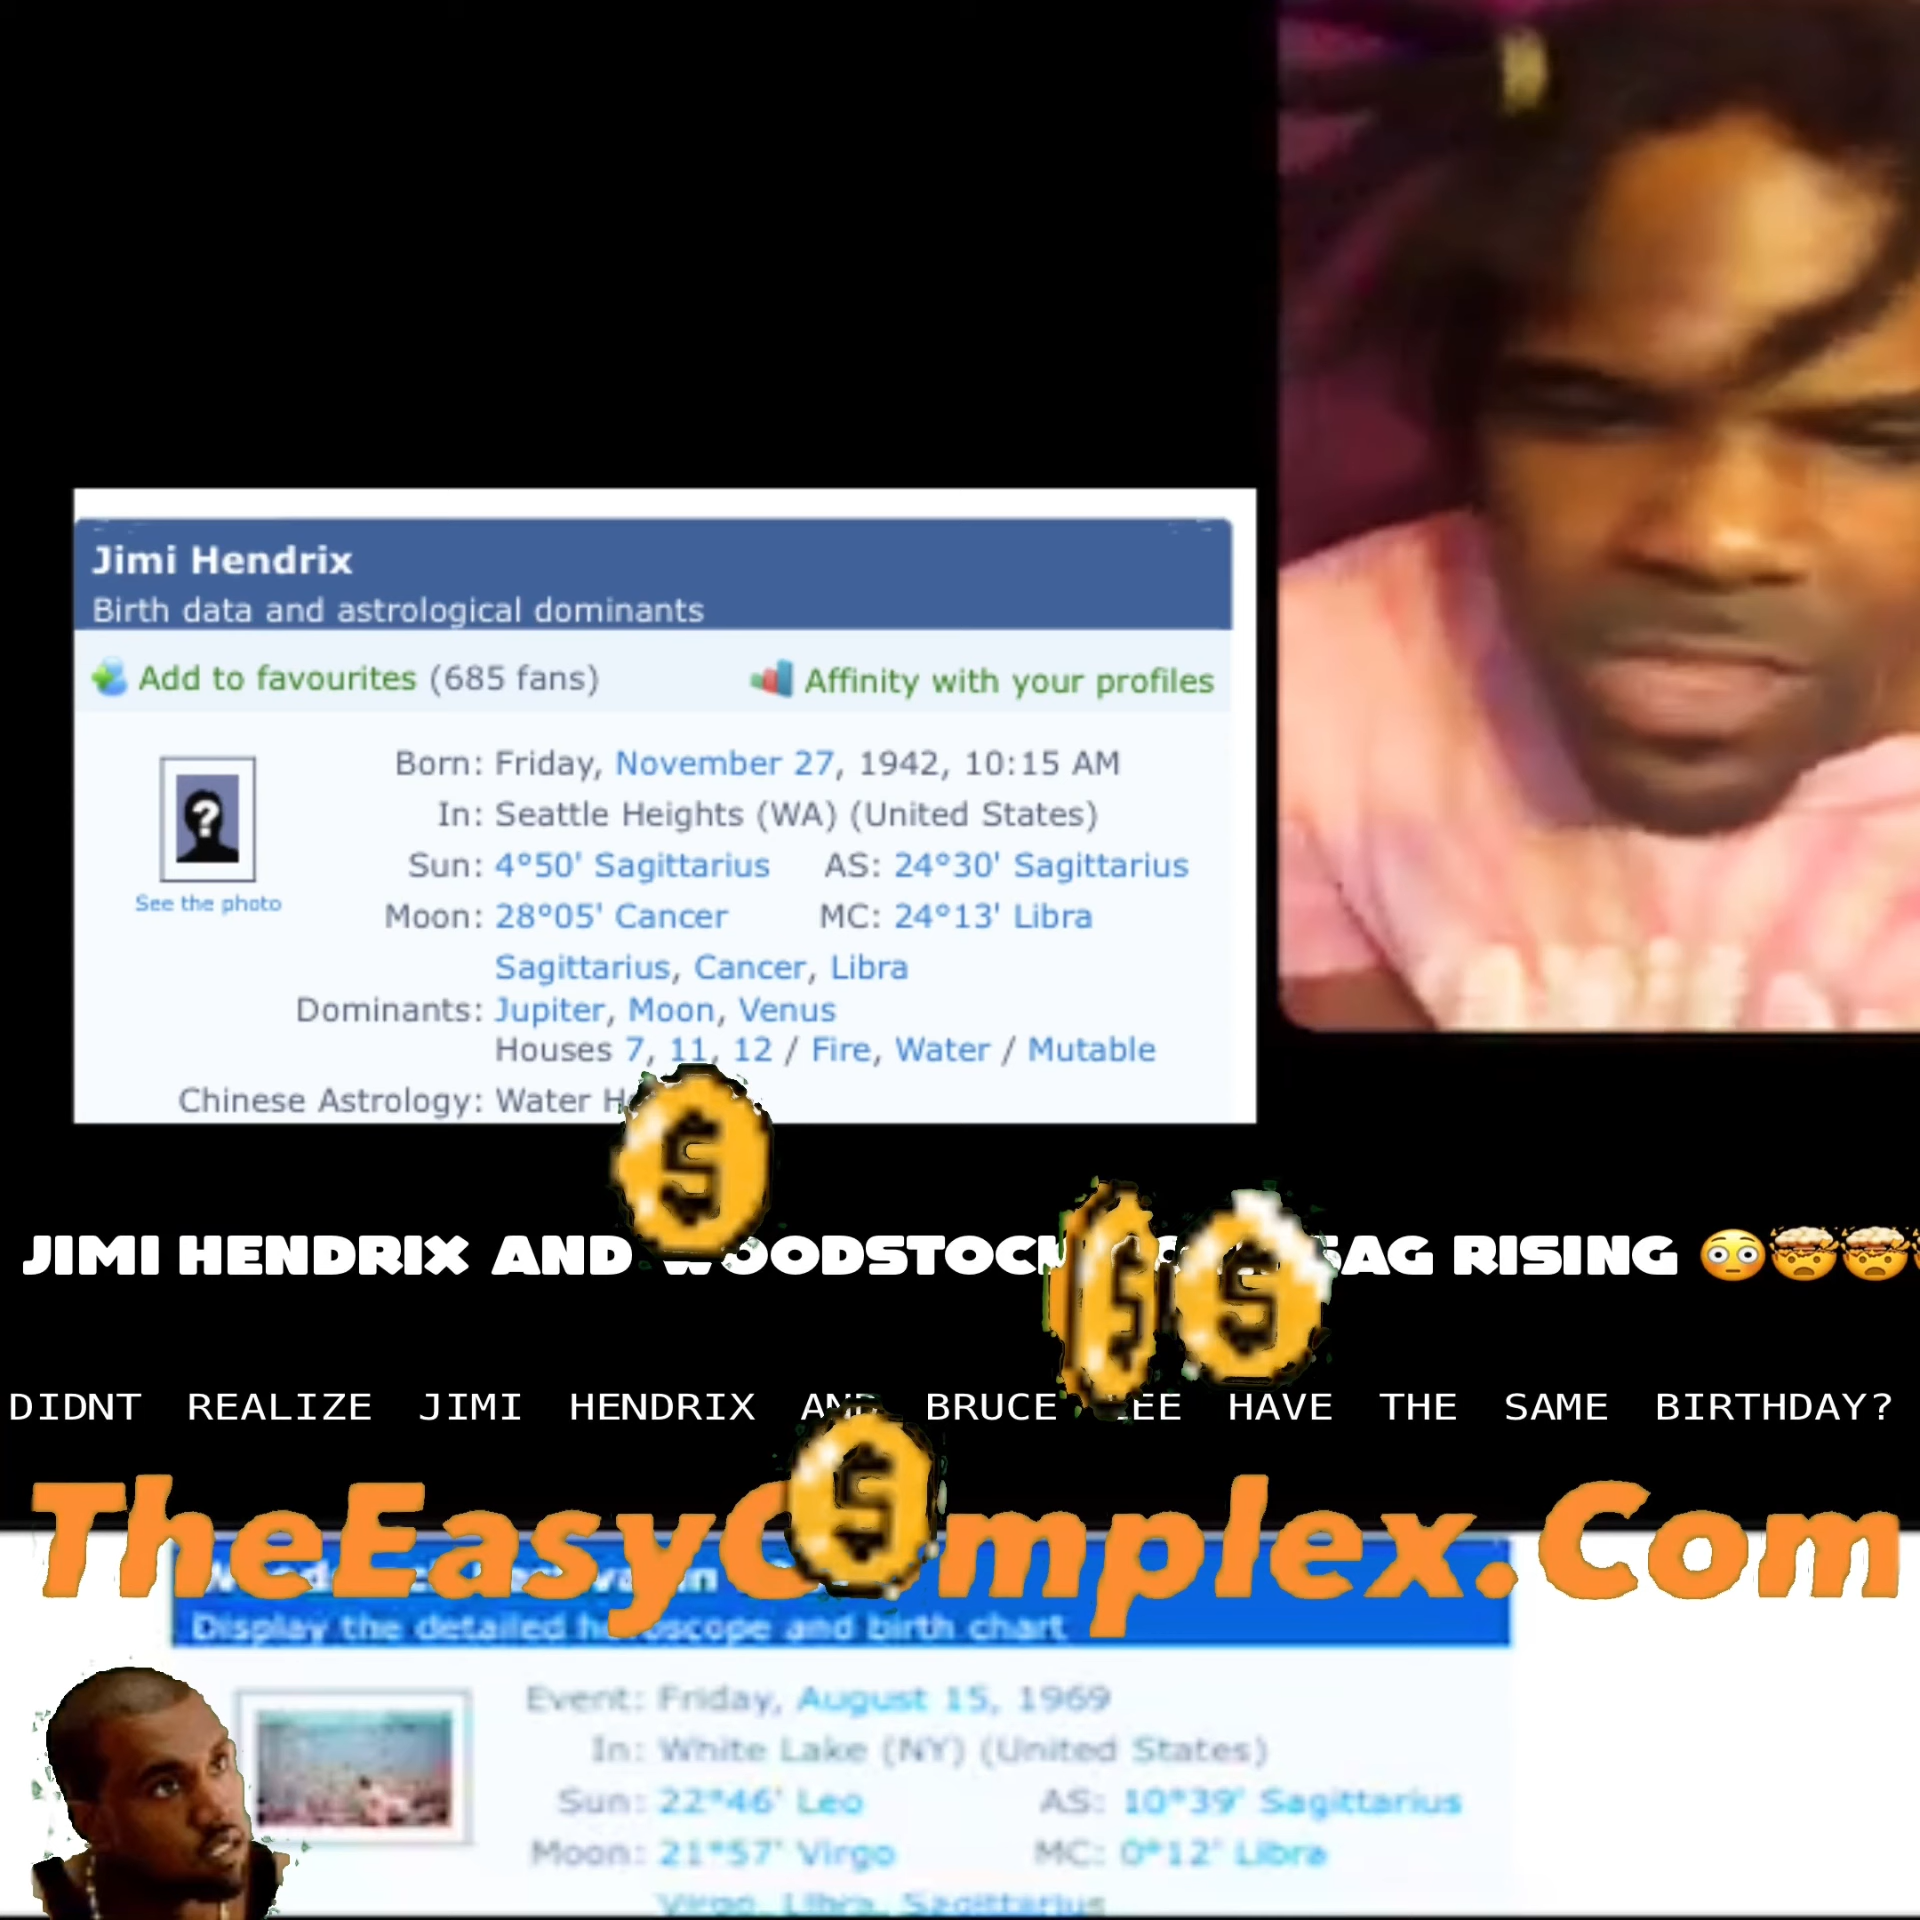 Jimi Hendrix
Birth data and astrological dominants
Add to favourites (685 fans)
Affinity with your profiles
Born: Friday, November 27, 1942, 10:15 AM
In: Seattle Heights (WA) (United States)
Sun: 4°50' Sagittarius AS: 24°30' Sagittarius
Moon: 28°05' Cancer MC: 24°13' Libra
See the photo
Sagittarius, Cancer, Libra
Dominants: Jupiter, Moon, Venus
Houses 7, 11, 12 / Fire, Water / Mutable
Chinese Astrology: Water
JIMI HENDRIX AND WOODSTOCK SAG RISING 😳🤯🤯
DIDNT REALIZE JIMI HENDRIX AND BRUCE LEE HAVE THE SAME BIRTHDAY?
TheEasyComplex.Com
Display the detailed horoscope and birth chart
Event: Friday, August 15, 1969
In: White Lake (NY) (United States)
Sun: 22°46' Leo AS: 10°39' Sagittarius
Moon: 21°57' Virgo MC: 0°12' Libra
Virgo, Libra, Sagittarius